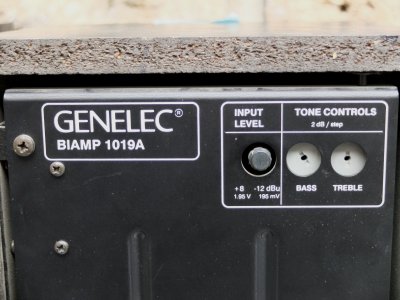 GENELEC®
BIAMP 1019A
INPUT
LEVEL
+8 -12 dBu
1.95 V 195 mV
TONE CONTROLS
2 dB / step
BASS TREBLE